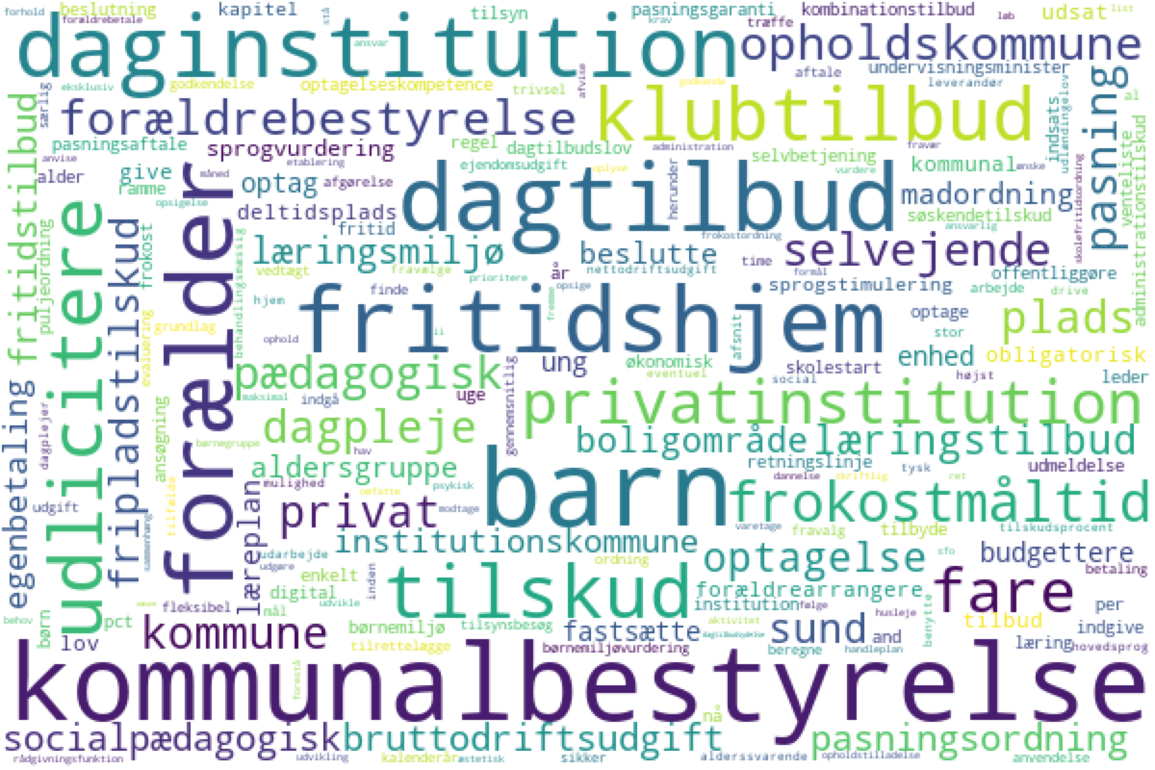 forhold beslutning kapitel stå tilsyn pasningsgaranti kombinationstilbud udsat list
forældrebetale ansvar krav træffe løb
daginstitution opholdskommune
eksklusiv godkendelse optagelseskompetence trivsel afvise godkende aftale undervisningsminister
leverandør
særlig forældrebestyrelse klubtilbud pasning indsats udlændingelov al
pasningsaftale sprogvurdering regel dagtilbudslov administration fravær
anvise etablering ejendomsudgift selvbetjening kommunal ønske
alder give optag måned afgørelse oplyse vurdere herunder madordning venteliste
ramme dagtilbud
opsigelse deltidsplads søskendetilskud
fritidstilbud puljeordning udlicitere fripladstilskud frokost forælder behandlingsmæssig fritid frokostordning ansvarlig skolefritidsordning administrationstilskud
læringsmiljø beslutte selvejende
vedtægt fravælge prioritere opsige nettodriftsudgift time formål offentliggøre
hjem finde år sprogstimulering arbejde drive
fritidshjem fremme optage plads
evaluering grundlag ophold li afsnit stor
ung økonomisk skolestart enhed obligatorisk
pædagogisk gennemsnitlig eventuel social højst leder
egenbetaling dagplejer ansøgning maksimal indgå uge privatinstitution
børnegruppe dagpleje
hav boligområde læringstilbud
aldersgruppe barn retningslinje tysk udmeldelse
mulighed omfatte psykisk dannelse skriftlig ret
udgift sammenhæng tilfælde læreplan privat modtage frokostmåltid
varetage fravalg tilbyde tilskudsprocent
institutionskommune
udarbejde ordning optagelse sfo budgettere
udgøre enkelt inden tilskud betaling
behov navn digital forældrearrangere fare
fleksibel mål udvikle institution følge husleje benytte per
børn pct børnemiljø tilsynsbesøg aktivitet tilbud
lov kommune fastsætte dagtilbudsydelse sund and indgive
tilrettelægge børnemiljøvurdering beregne handleplan læring hovedsprog
kommunalbestyrelse
forestå
nå
socialpædagogisk bruttodriftsudgift pasningsordning
rådgivningsfunktion udvikling kalenderår æstetisk sikker alderssvarende opholdstilladelse anvendelse